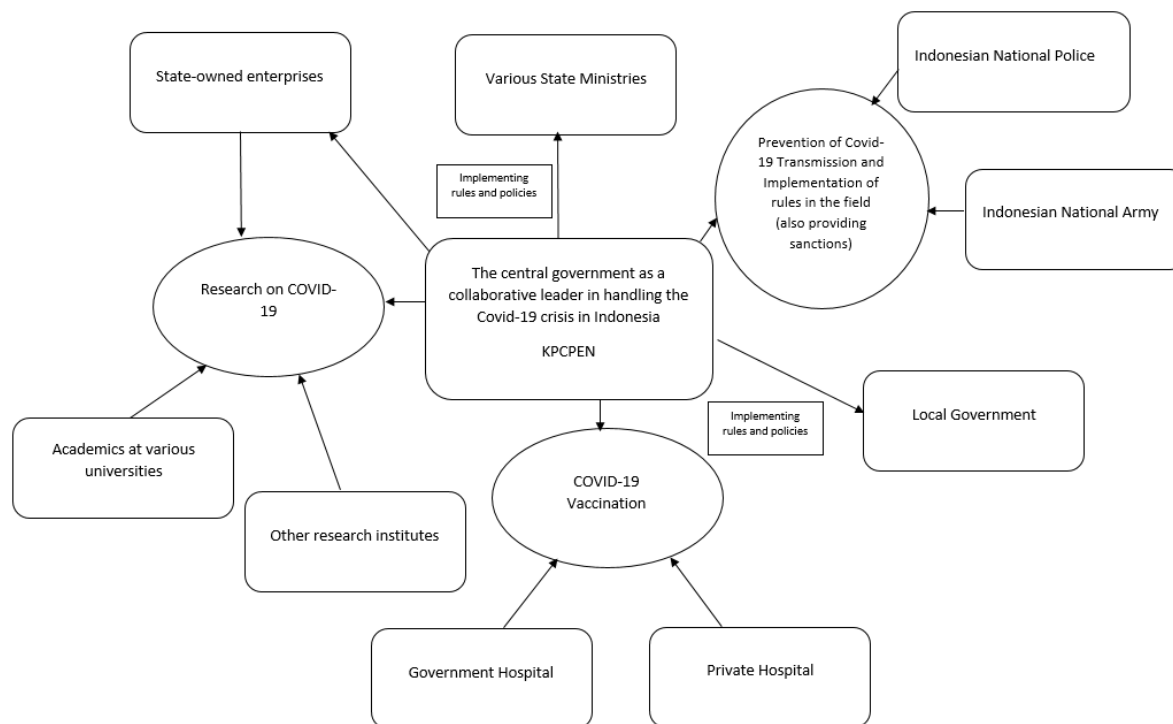 State-owned enterprises
Various State Ministries
Indonesian National Police
Prevention of Covid-
19 Transmission and
Implementation of
rules in the field
(also providing
sanctions)
Implementing
rules and policies
Indonesian National Army
Research on COVID-
19
The central government as a
collaborative leader in handling the
Covid-19 crisis in Indonesia
KPCPEN
Implementing
rules and policies
Local Government
Academics at various
universities
COVID-19
Vaccination
Other research institutes
Government Hospital
Private Hospital